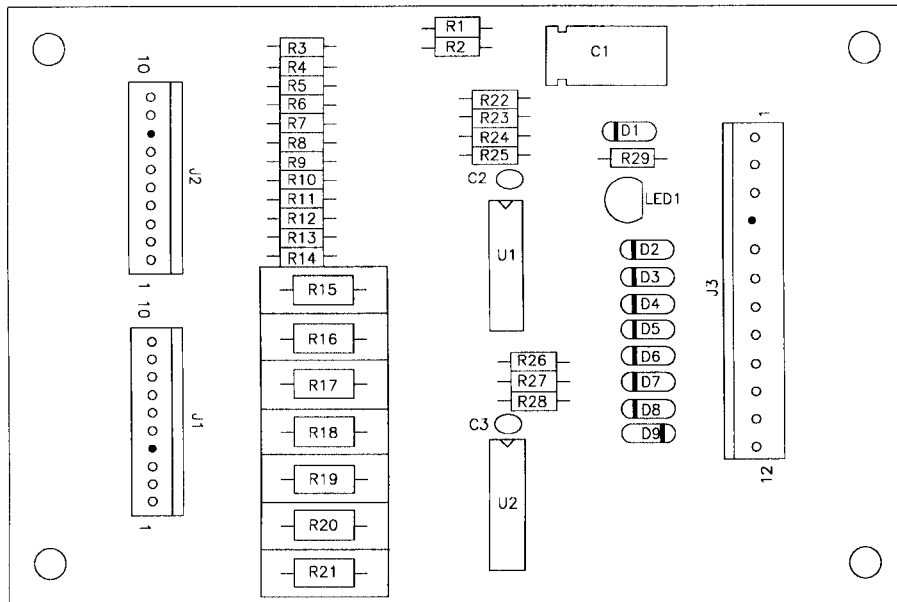 R1
R2
C1
R3
R4
R5
R6
R7
R8
R9
R10
R11
R12
R13
R14
10
J2
1
R22
R23
R24
R25
C2
U1
D1
R29
LED1
D2
D3
D4
D5
D6
D7
D8
D9
1
J3
12
R15
R16
R17
R18
R19
R20
R21
10
J1
1
R26
R27
R28
C3
U2